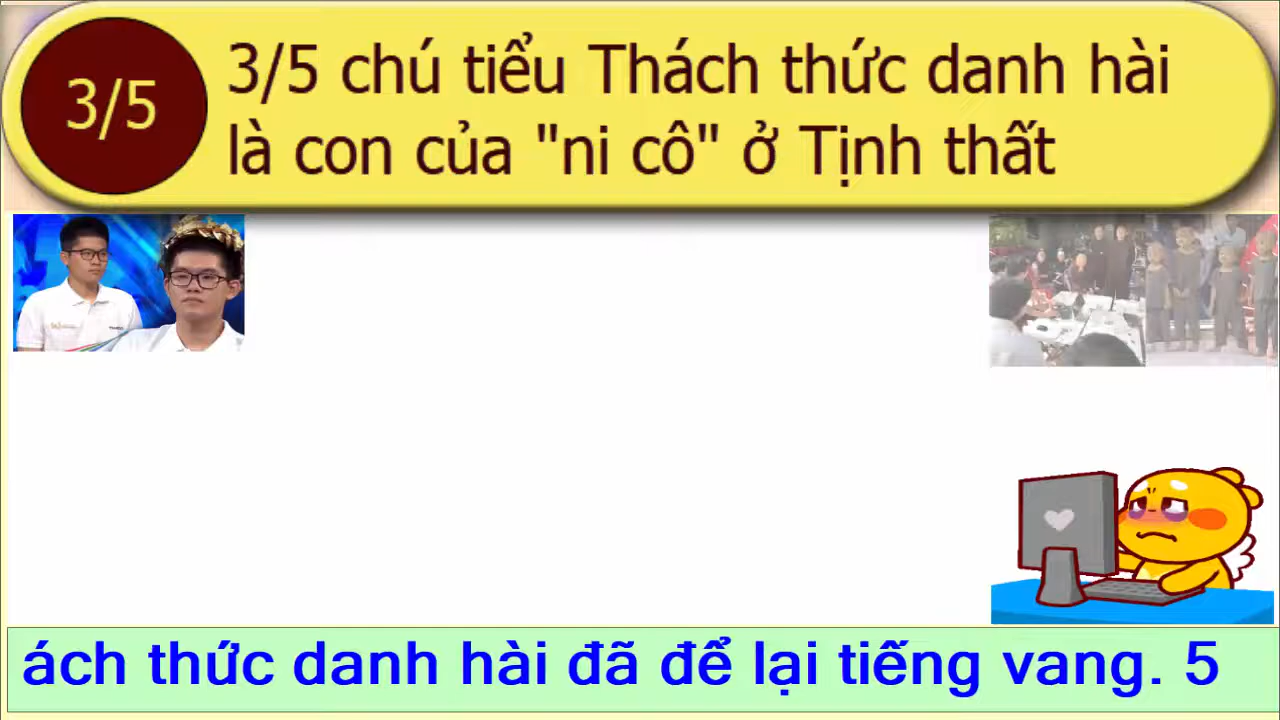 3/5
3/5 chú tiểu Thách thức danh hài
là con của "ni cô" ở Tịnh thất
ách thức danh hài đã để lại tiếng vang. 5